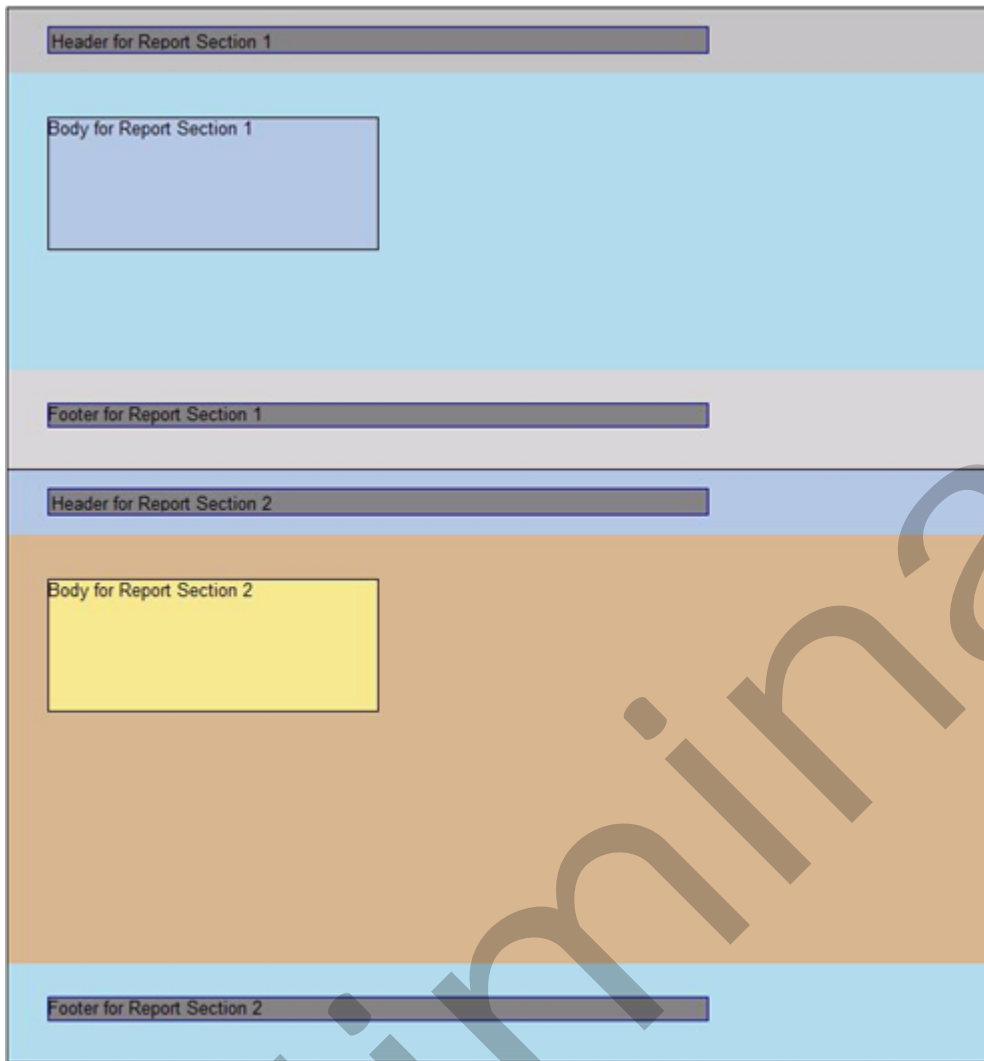 Header for Report Section 1
Body for Report Section 1
Footer for Report Section 1
Header for Report Section 2
Body for Report Section 2
Footer for Report Section 2